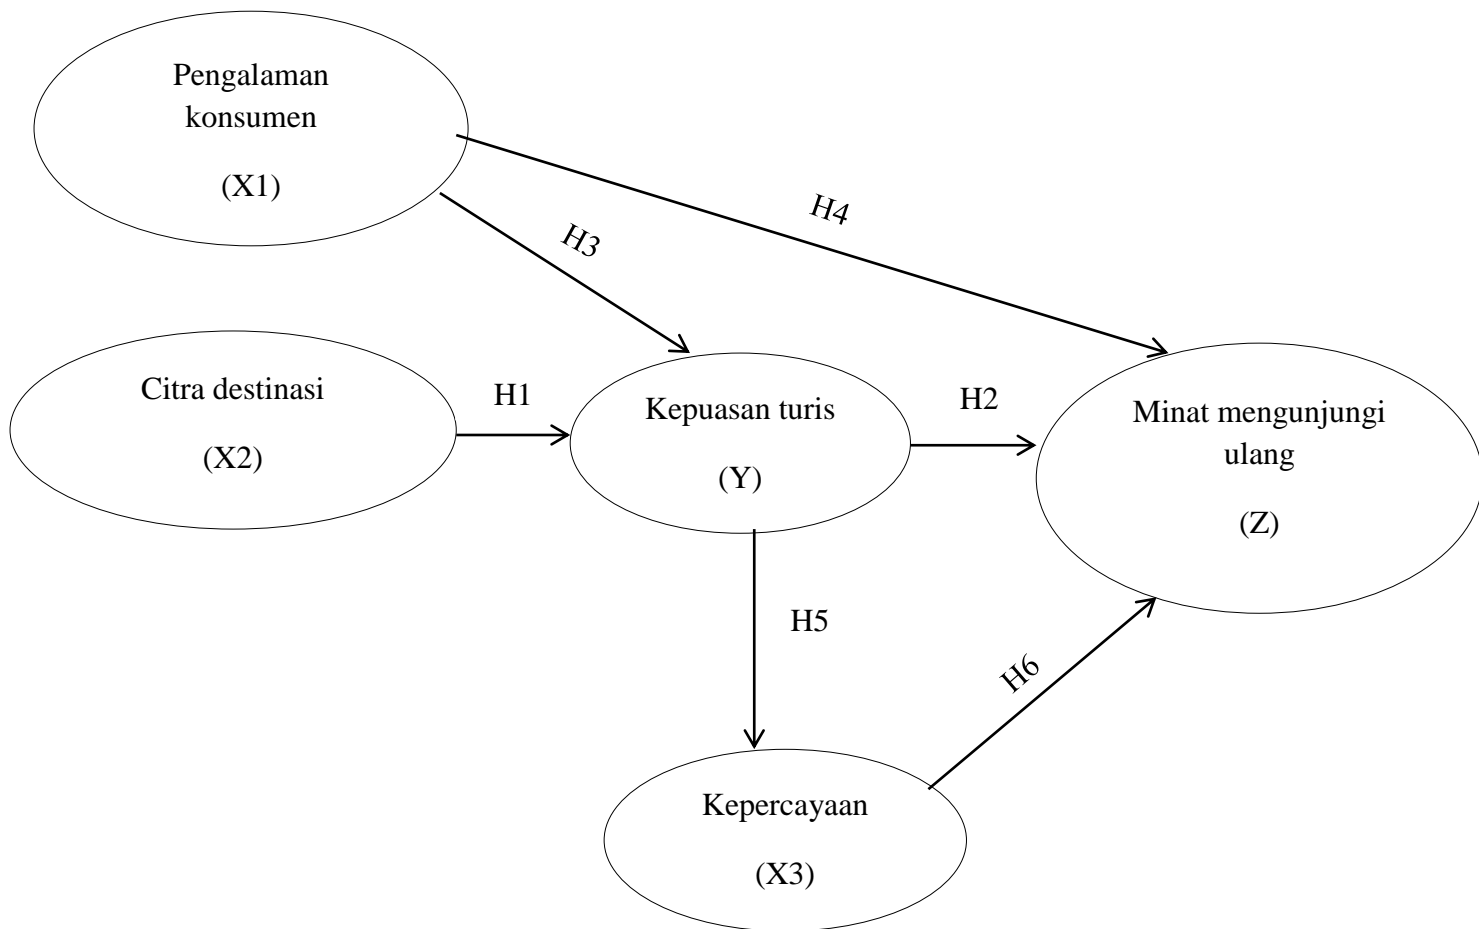 Pengalaman
konsumen
(X1)
H4
H3
Citra destinasi
(X2)
H1
Kepuasan turis
(Y)
H2
Minat mengunjungi
ulang
(Z)
H5
H6
Kepercayaan
(X3)